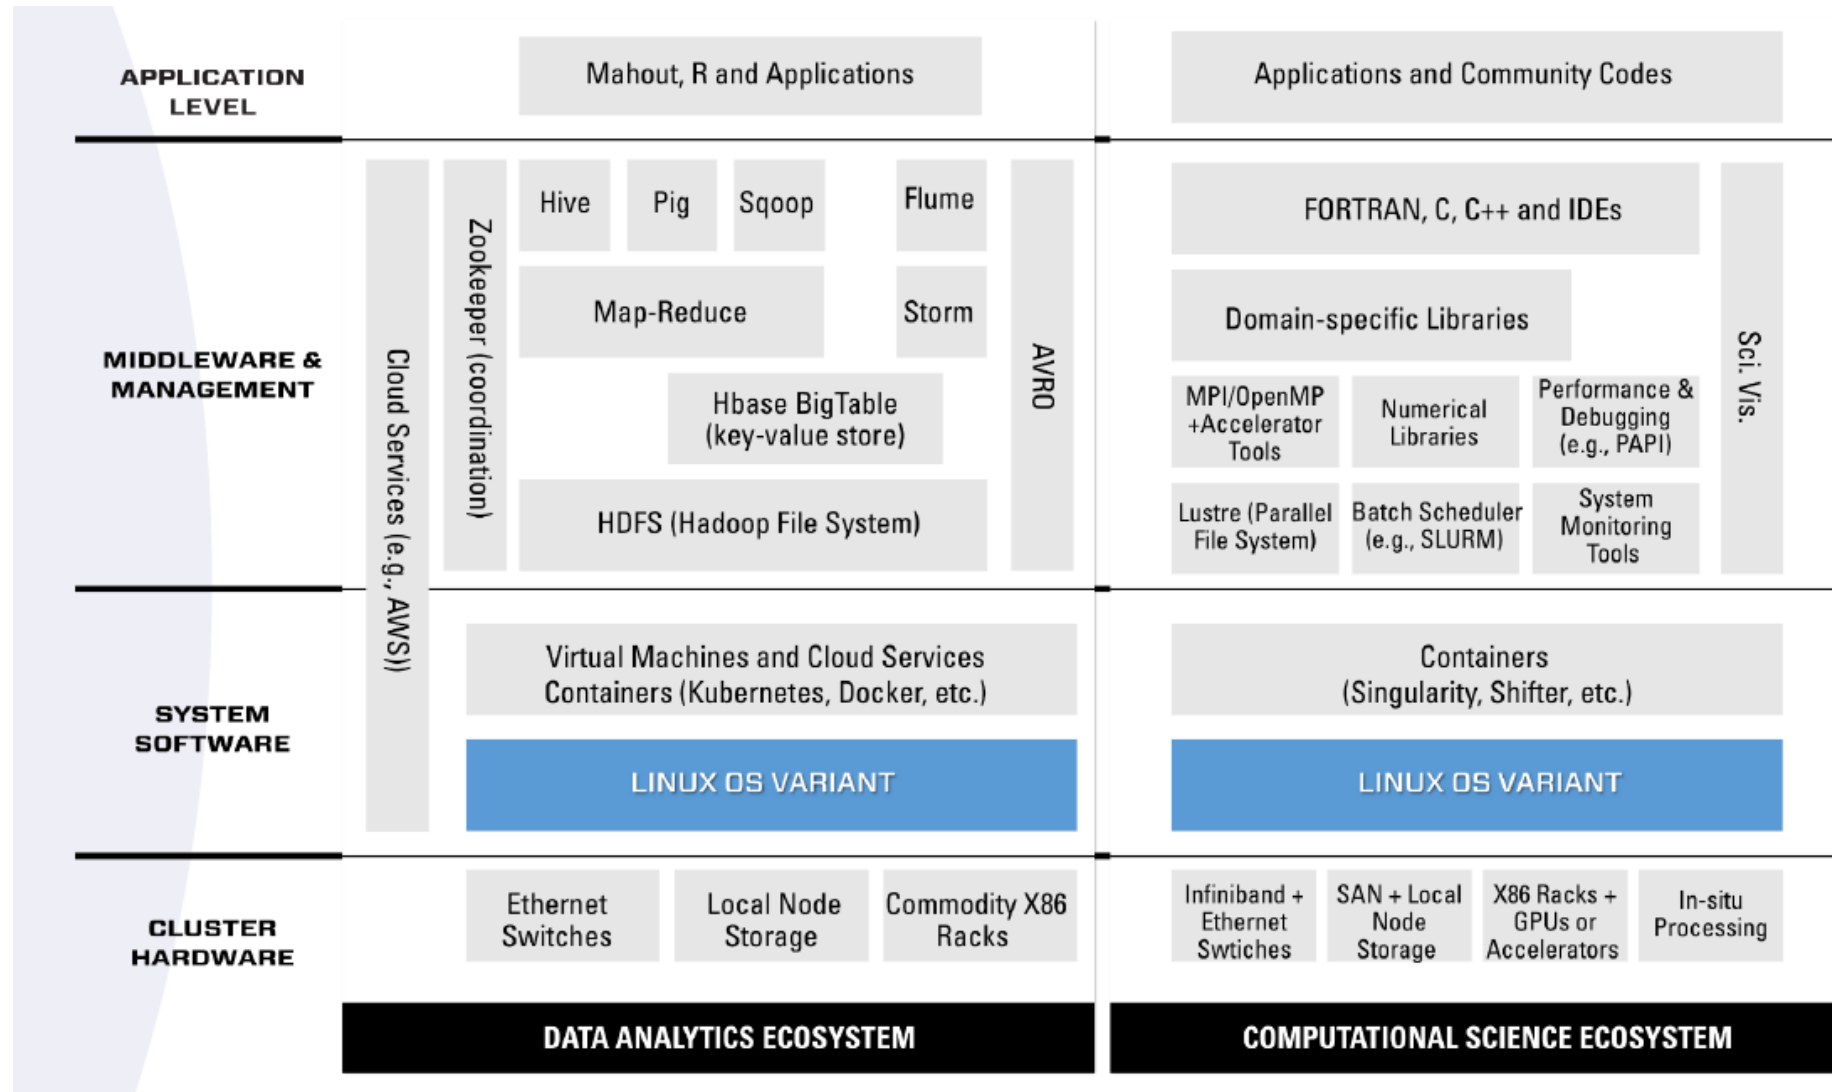 APPLICATION
LEVEL
Mahout, R and Applications
Applications and Community Codes
MIDDLEWARE &
MANAGEMENT
Cloud Services (e.g., AWS))
Zookeeper (coordination)
Hive
Pig
Sqoop
Flume
Map-Reduce
Storm
Hbase BigTable
(key-value store)
HDFS (Hadoop File System)
AVRO
FORTRAN, C, C++ and IDEs
Domain-specific Libraries
MPI/OpenMP
+Accelerator
Tools
Numerical
Libraries
Performance &
Debugging
(e.g., PAPI)
Lustre (Parallel
File System)
Batch Scheduler
(e.g., SLURM)
System
Monitoring
Tools
Sci. Vis.
SYSTEM
SOFTWARE
Virtual Machines and Cloud Services
Containers (Kubernetes, Docker, etc.)
LINUX OS VARIANT
Containers
(Singularity, Shifter, etc.)
LINUX OS VARIANT
CLUSTER
HARDWARE
Ethernet
Switches
Local Node
Storage
Commodity X86
Racks
Infiniband +
Ethernet
Swtiches
SAN + Local
Node
Storage
X86 Racks +
GPUs or
Accelerators
In-situ
Processing
DATA ANALYTICS ECOSYSTEM
COMPUTATIONAL SCIENCE ECOSYSTEM